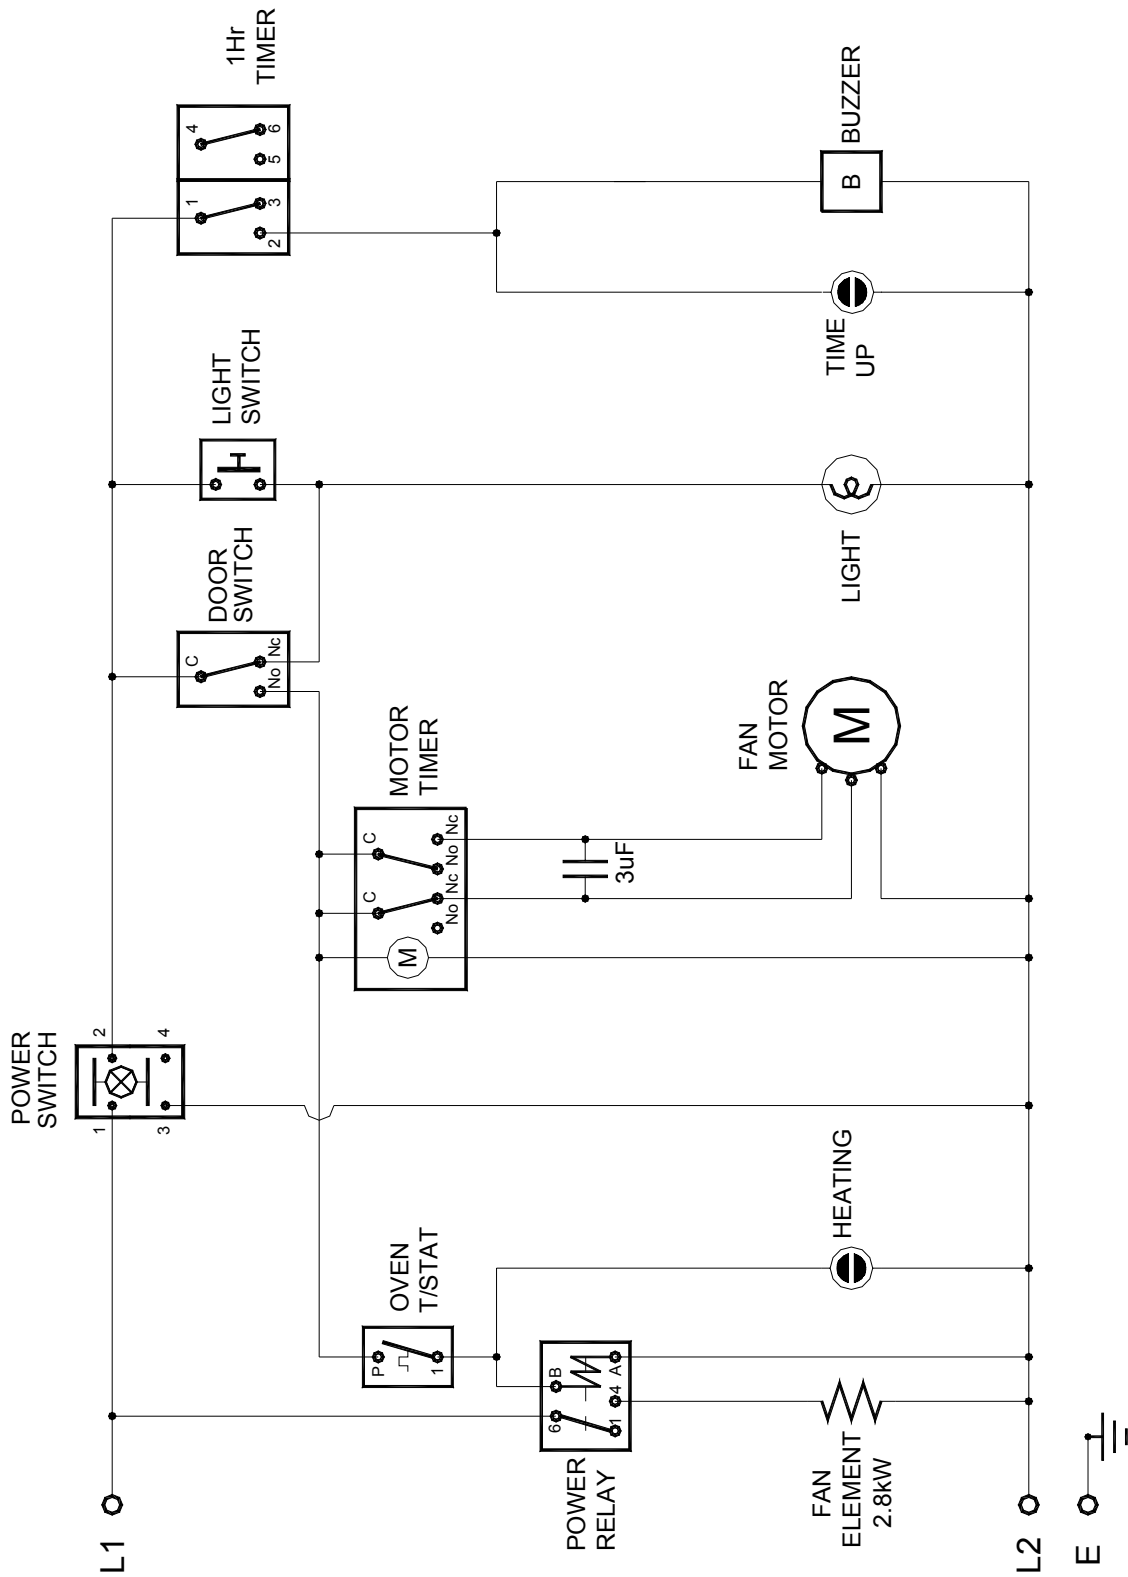 L1
L2
E
POWER
SWITCH
1
2
3
4
POWER
RELAY
6
B
1
4
A
FAN
ELEMENT
2.8kW
OVEN
T/STAT
P
1
HEATING
MOTOR
TIMER
M
C
C
No
Nc
No
Nc
3uF
FAN
MOTOR
M
DOOR
SWITCH
C
No
Nc
LIGHT
SWITCH
LIGHT
1Hr
TIMER
1
2
3
4
5
6
TIME
UP
B
BUZZER